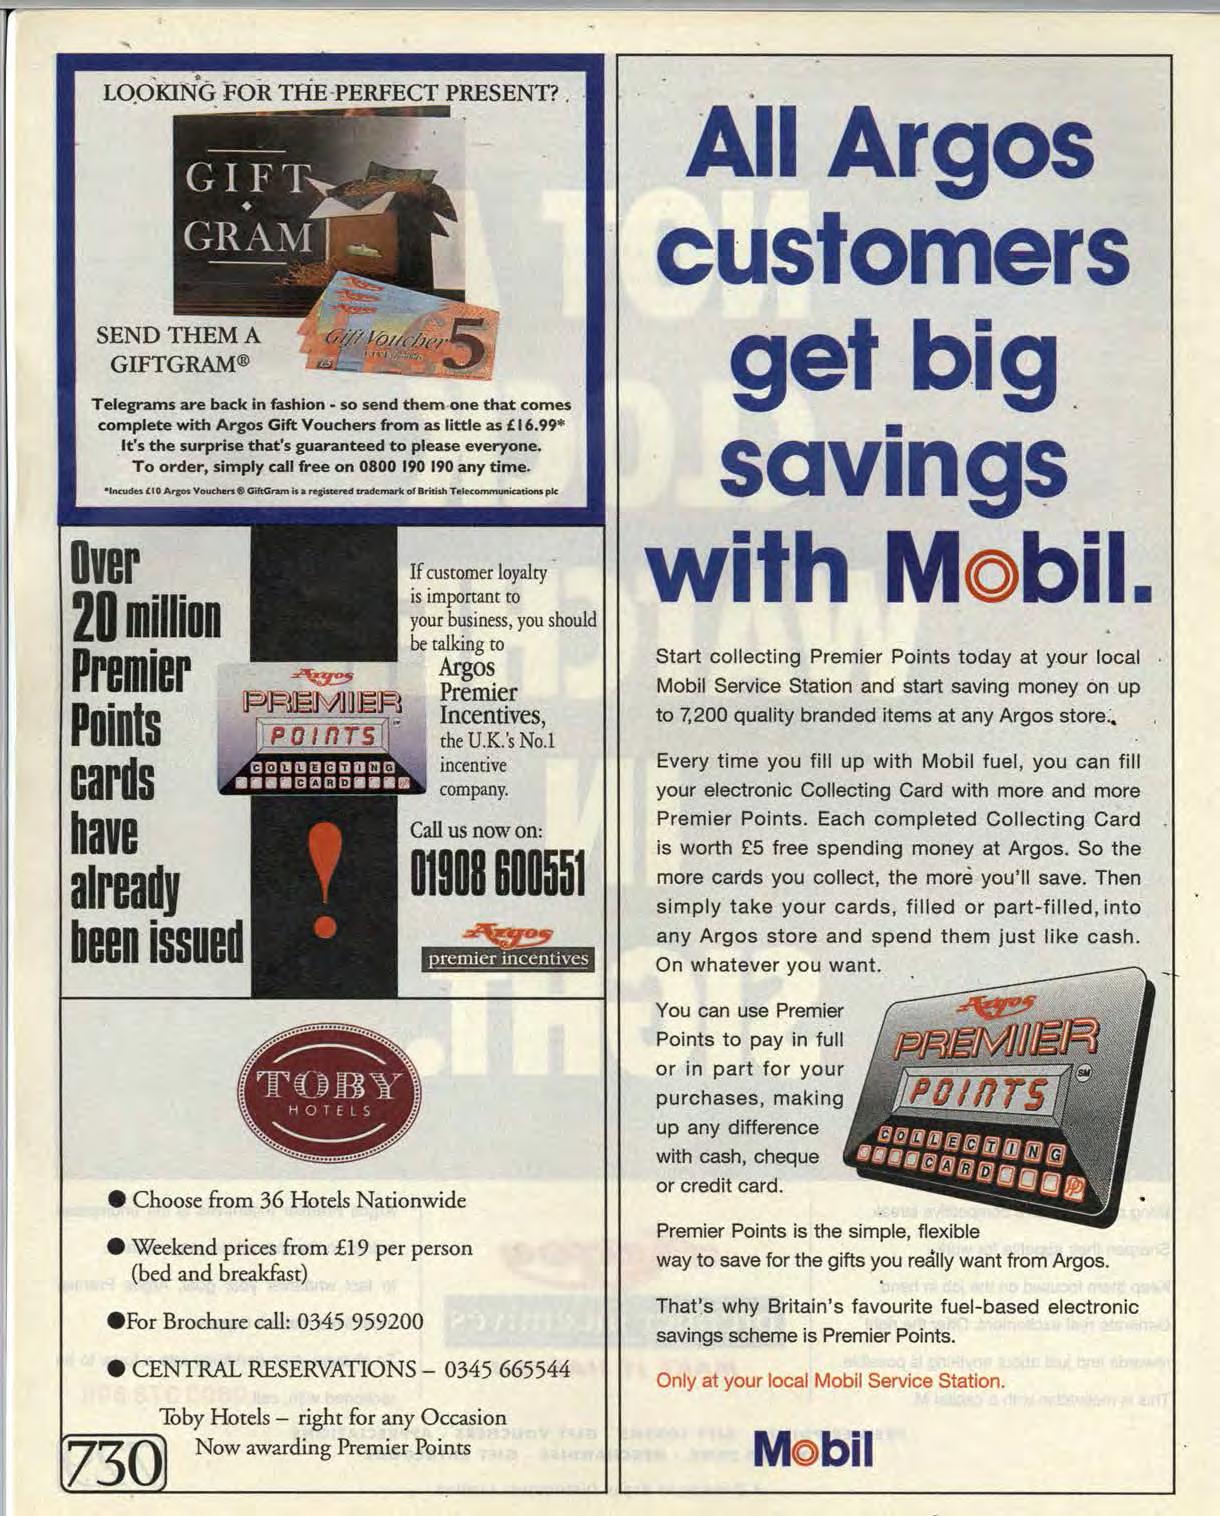 LOOKING FOR THE PERFECT PRESENT?
GIFT
GRAM
Gift Voucher 5
£5
SEND THEM A
GIFTGRAM®
Telegrams are back in fashion - so send them one that comes
complete with Argos Gift Vouchers from as little as £16.99*
It's the surprise that's guaranteed to please everyone.
To order, simply call free on 0800 190 190 any time.
*Incudes £10 Argos Vouchers ® GiftGram is a registered trademark of British Telecommunications plc
Over
20 million
Premier
Points
cards
have
already
been issued
!
Argos
PREMIER
POINTS
COLLECTING
CARD
If customer loyalty
is important to
your business, you should
be talking to
Argos
Premier
Incentives,
the U.K.'s No.1
incentive
company.
Call us now on:
01908 600551
Argos
premier incentives
TOBY
HOTELS
● Choose from 36 Hotels Nationwide
● Weekend prices from £19 per person
(bed and breakfast)
●For Brochure call: 0345 959200
● CENTRAL RESERVATIONS – 0345 665544
Toby Hotels – right for any Occasion
Now awarding Premier Points
730
All Argos
customers
get big
savings
with Mobil.
Start collecting Premier Points today at your local
Mobil Service Station and start saving money on up
to 7,200 quality branded items at any Argos store.
Every time you fill up with Mobil fuel, you can fill
your electronic Collecting Card with more and more
Premier Points. Each completed Collecting Card
is worth £5 free spending money at Argos. So the
more cards you collect, the more you'll save. Then
simply take your cards, filled or part-filled, into
any Argos store and spend them just like cash.
On whatever you want.
You can use Premier
Points to pay in full
or in part for your
purchases, making
up any difference
with cash, cheque
or credit card.
Argos
PREMIER
POINTS
SM
COLLECTING
CARD
Premier Points is the simple, flexible
way to save for the gifts you really want from Argos.
That's why Britain's favourite fuel-based electronic
savings scheme is Premier Points.
Only at your local Mobil Service Station.
Mobil